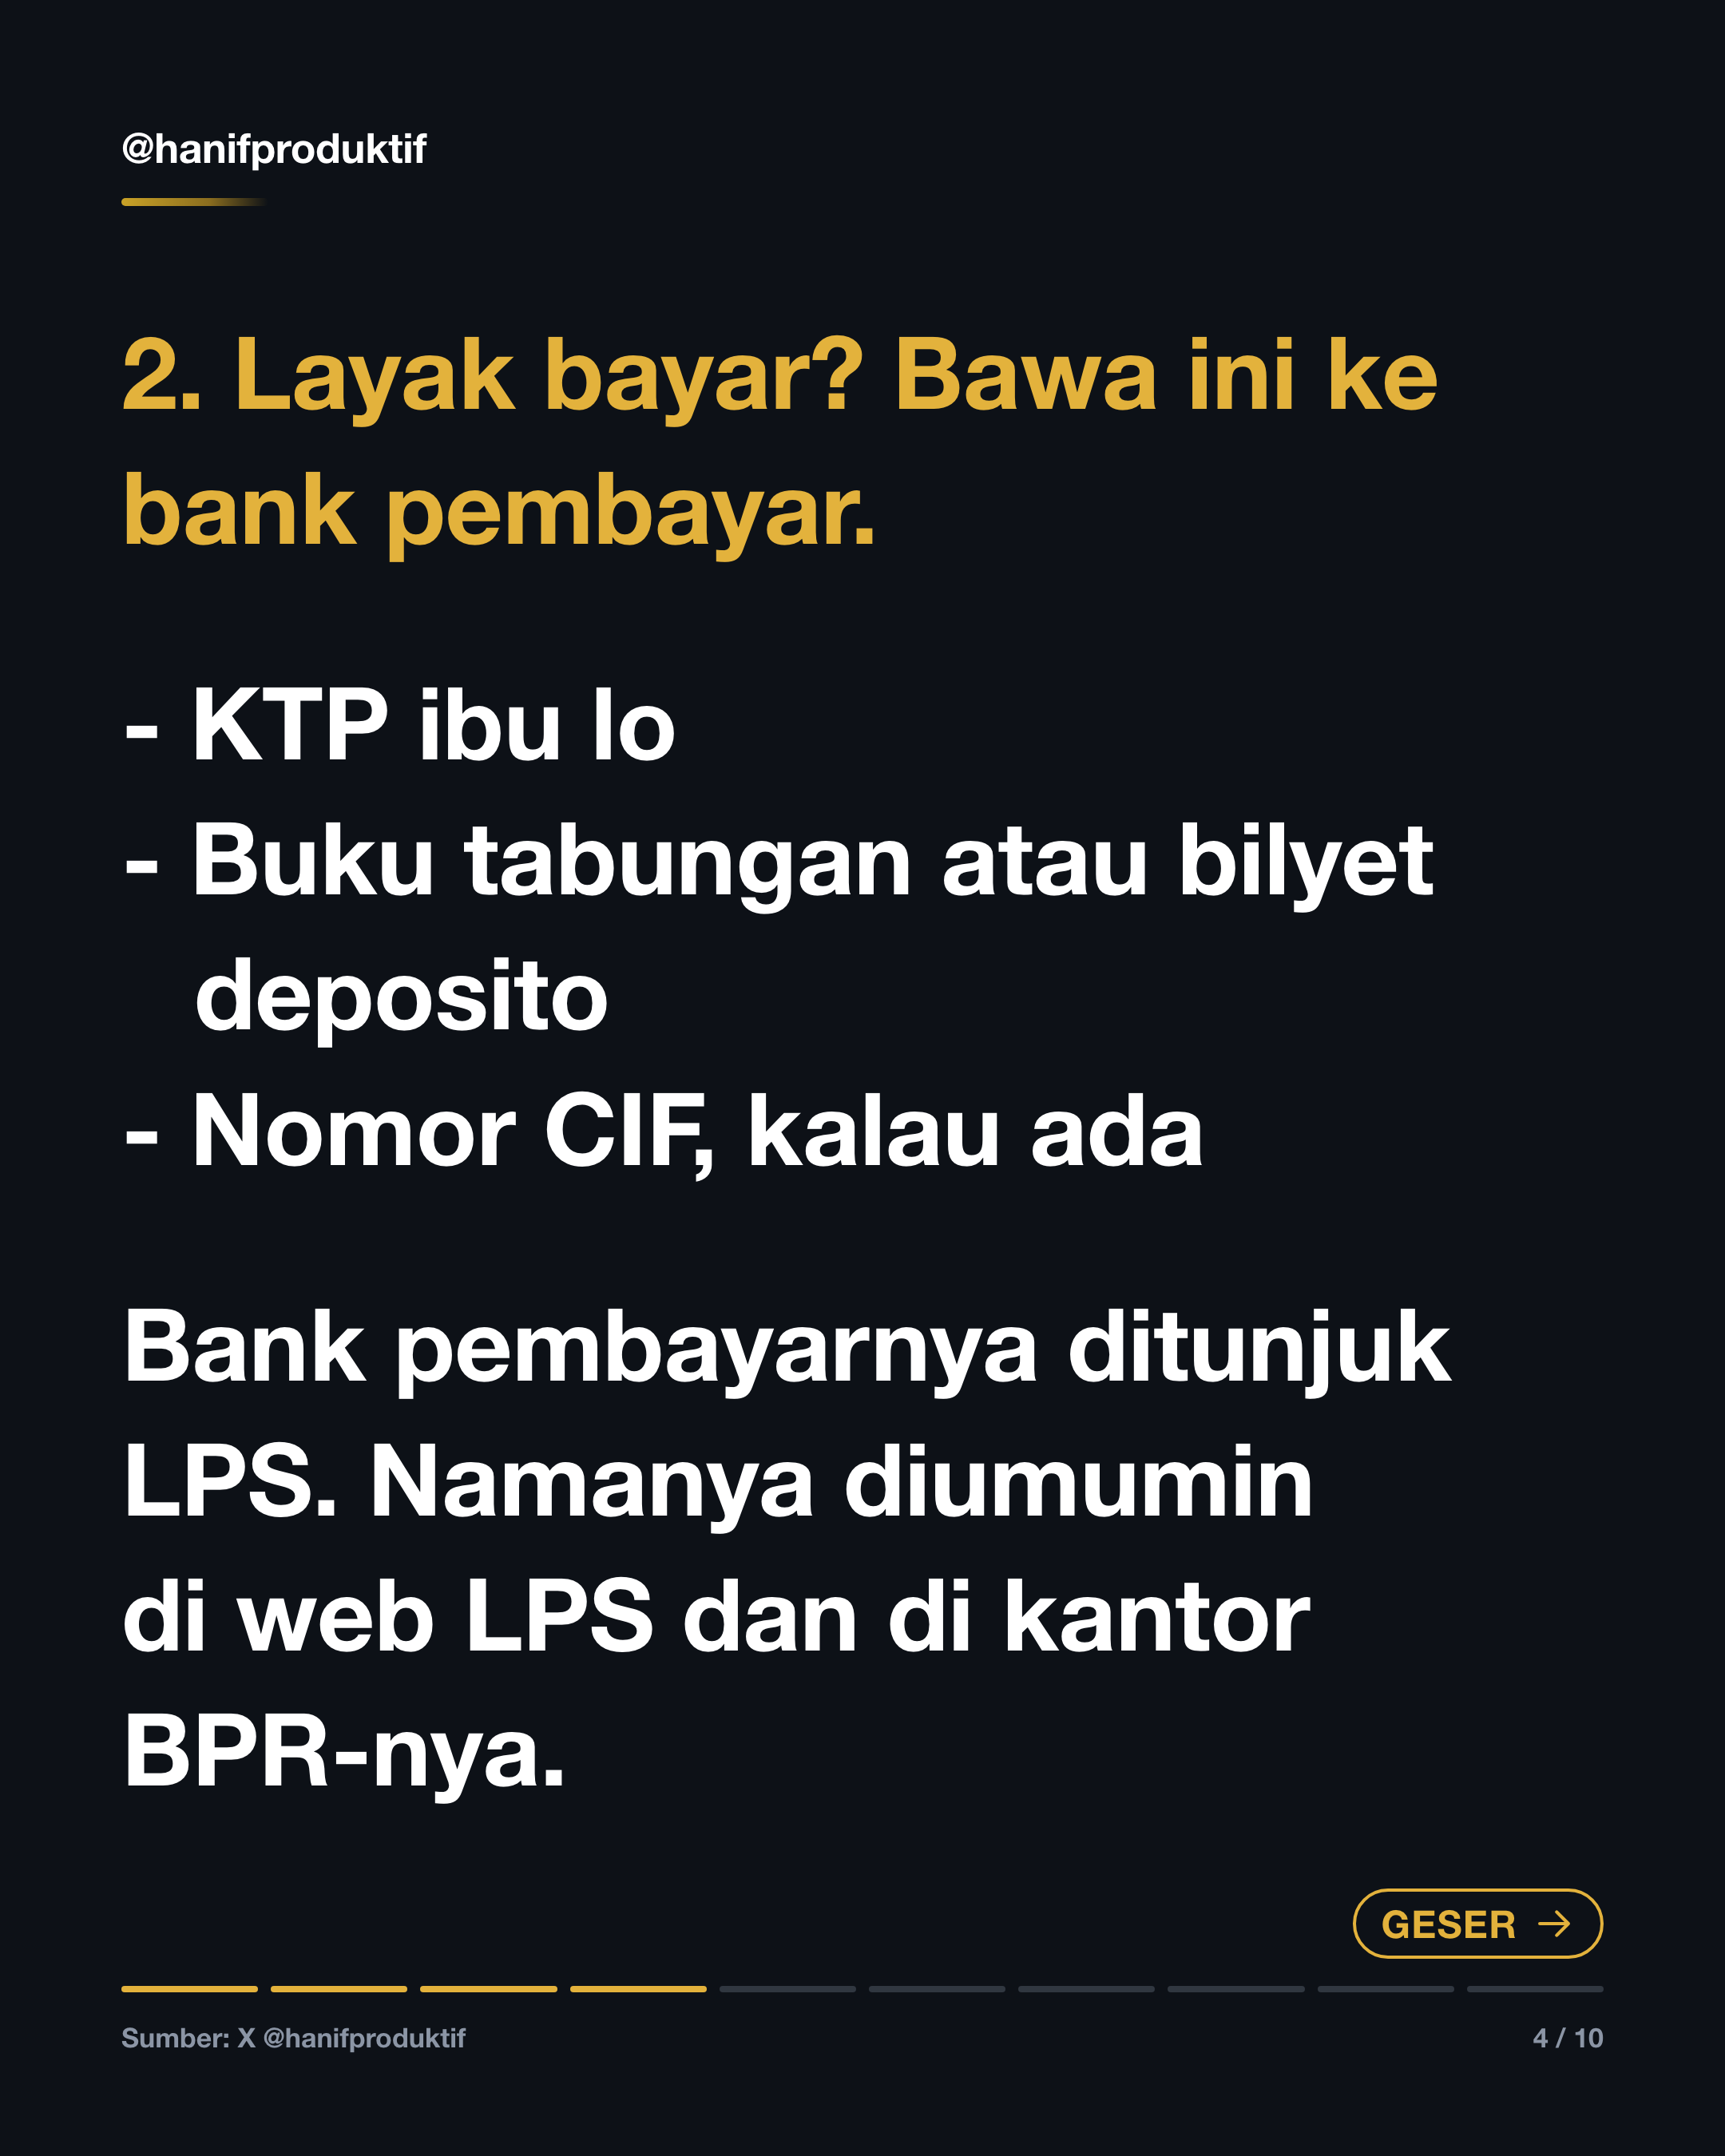 @hanifproduktif
2. Layak bayar? Bawa ini ke
bank pembayar.
- KTP ibu lo
- Buku tabungan atau bilyet
deposito
- Nomor CIF, kalau ada
Bank pembayarnya ditunjuk
LPS. Namanya diumumin
di web LPS dan di kantor
BPR-nya.
GESER →
Sumber: X @hanifproduktif
4 / 10